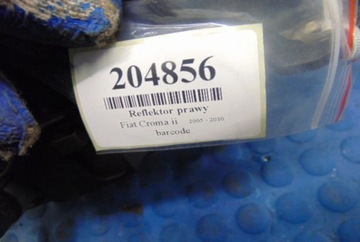 204856
Reflektor prawy
Fiat Croma ii 2005 - 2010
barcode